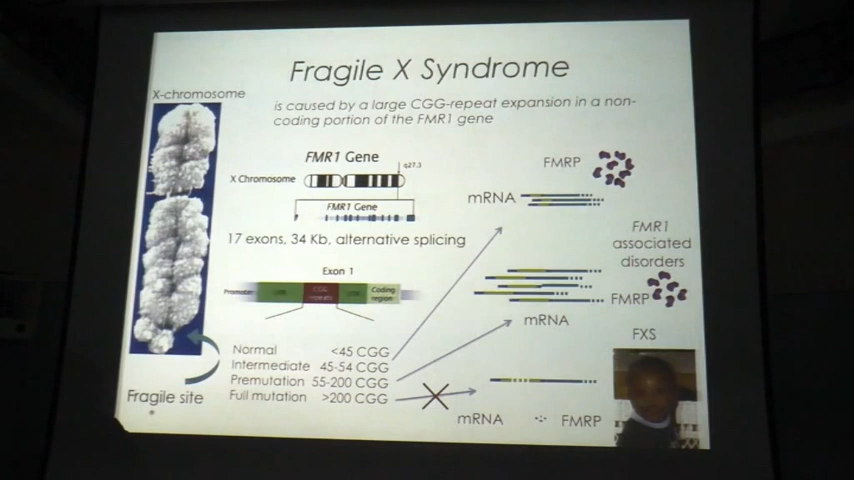 Fragile X Syndrome
X-chromosome
is caused by a large CGG-repeat expansion in a non-
coding portion of the FMR1 gene
FMR1 Gene
q27.3
X Chromosome
FMR1 Gene
17 exons, 34 Kb, alternative splicing
Exon 1
Promoter
CGG
repeats
Coding
region
Normal <45 CGG
Intermediate 45-54 CGG
Premutation 55-200 CGG
Full mutation >200 CGG
Fragile site
FMRP
mRNA
FMR1
associated
disorders
FMRP
mRNA
FXS
mRNA
FMRP